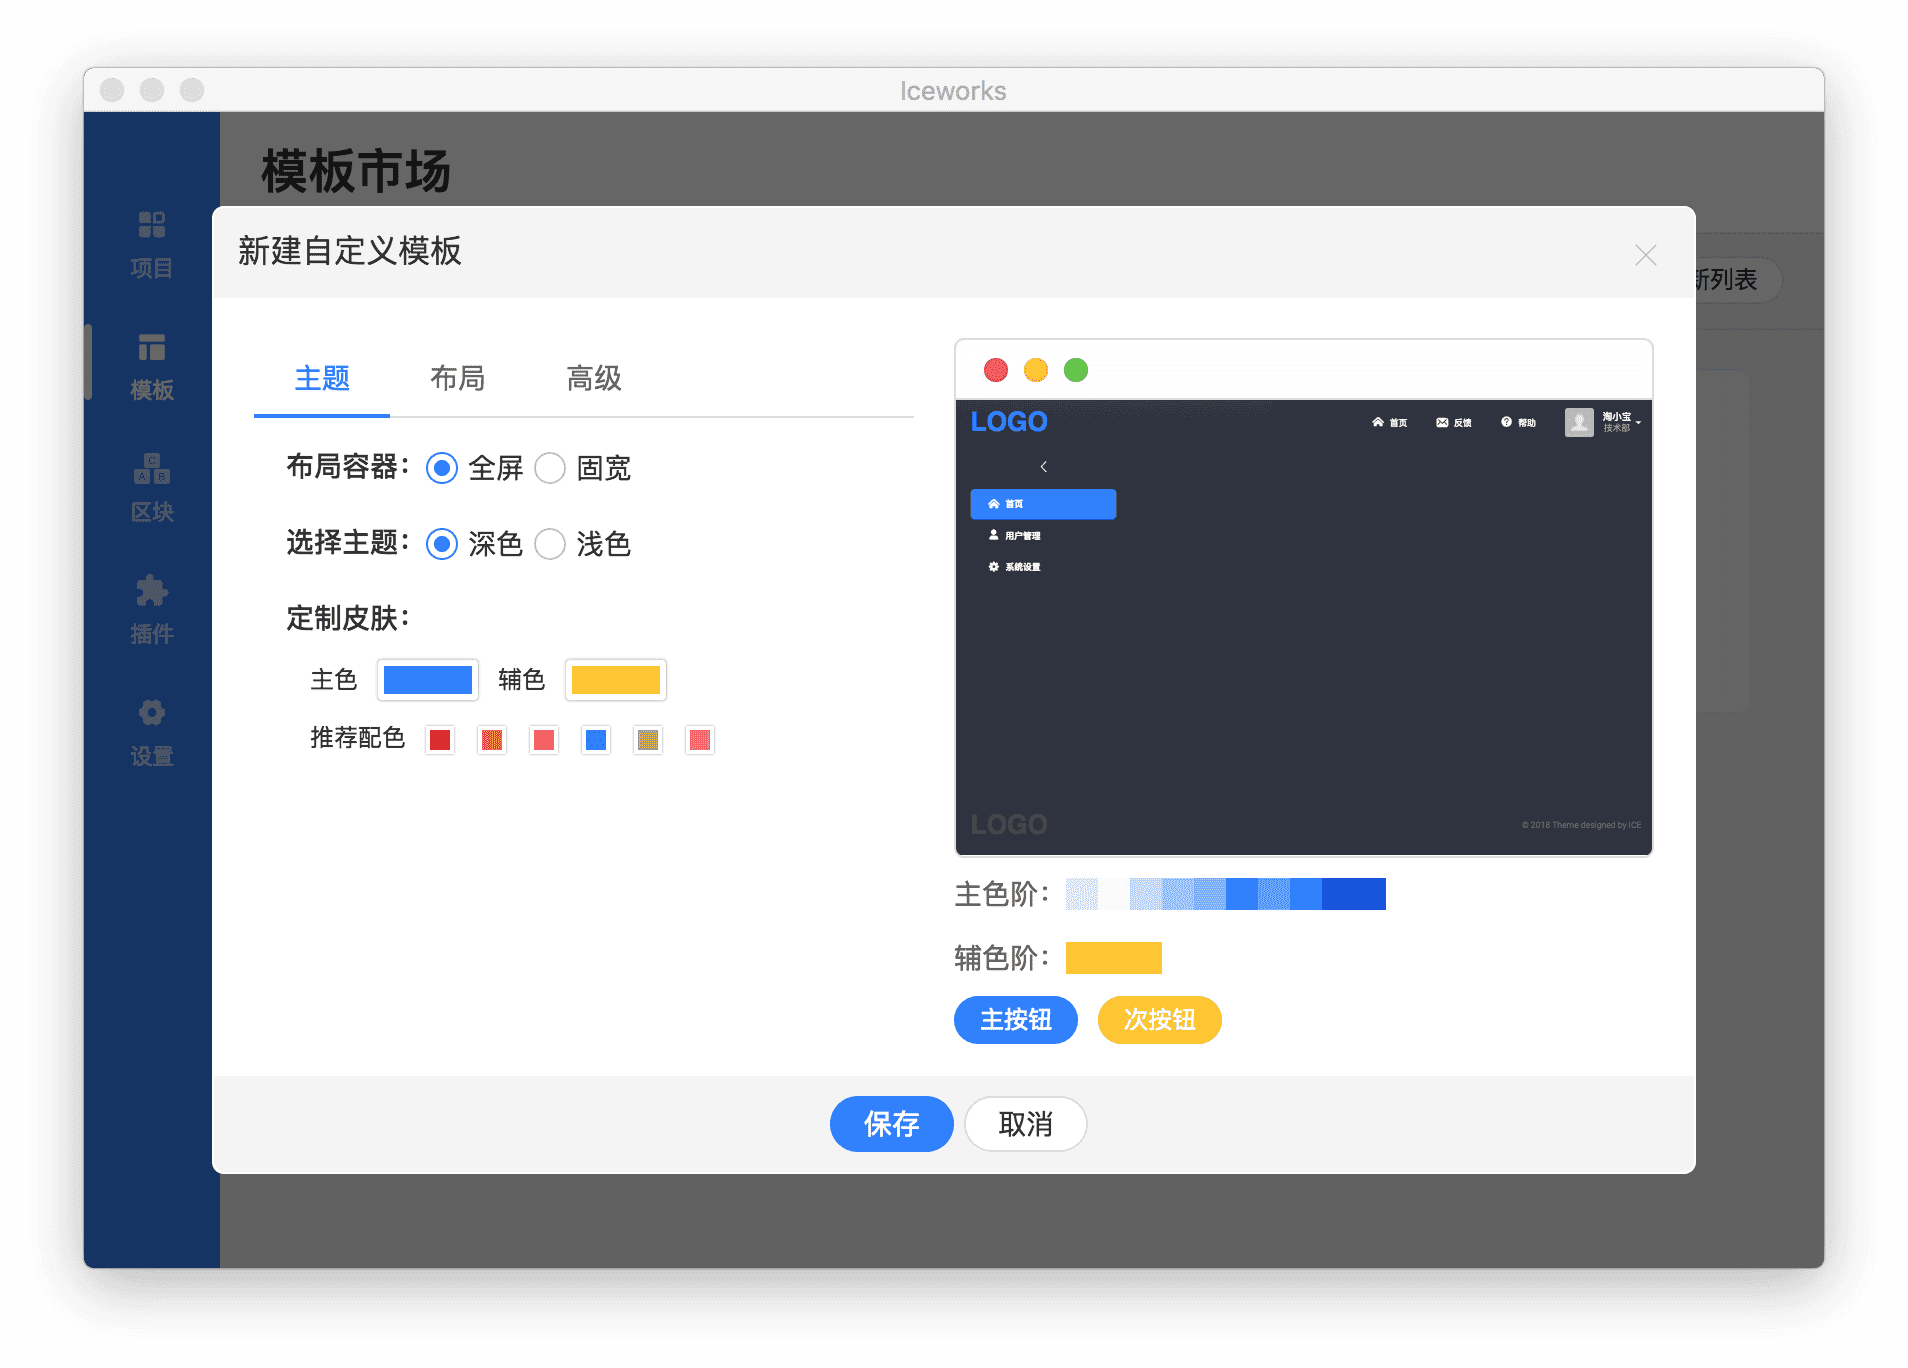 Iceworks
模板市场
项目
模板
C
A B
区块
插件
设置
新列表
新建自定义模板
主题 布局 高级
布局容器： 全屏 固宽
选择主题： 深色 浅色
定制皮肤：
主色 辅色
推荐配色
LOGO 首页 反馈 帮助 淘小宝
技术部
首页
用户管理
系统设置
LOGO © 2018 Theme designed by ICE
主色阶：
辅色阶：
主按钮 次按钮
保存 取消